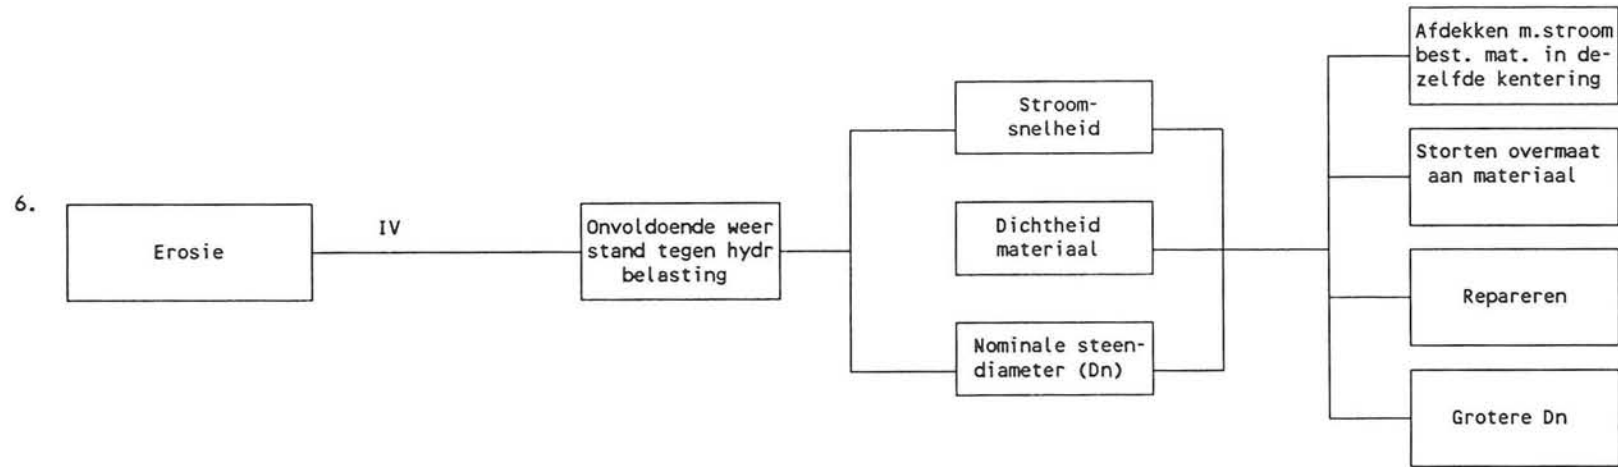 6.
Erosie
IV
Onvoldoende weer
stand tegen hydr
belasting
Stroom-
snelheid
Dichtheid
materiaal
Nominale steen-
diameter (Dn)
Afdekken m.stroom
best. mat. in de-
zelfde kentering
Storten overmaat
aan materiaal
Repareren
Grotere Dn